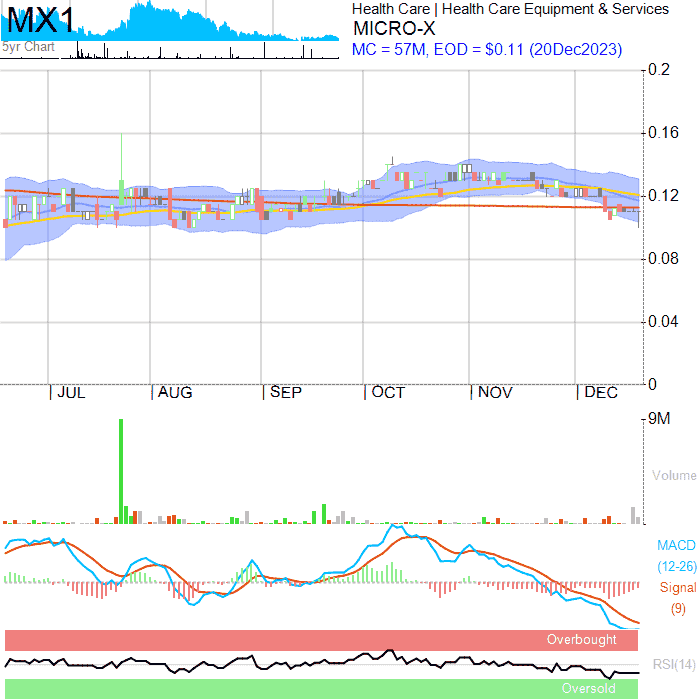 MX1
5yr Chart
Health Care | Health Care Equipment & Services
MICRO-X
MC = 57M, EOD = $0.11 (20Dec2023)
0.2
0.16
0.12
0.08
0.04
0
JUL AUG SEP OCT NOV DEC
9M
Volume
MACD
(12-26)
Signal
(9)
Overbought
RSI(14)
Oversold